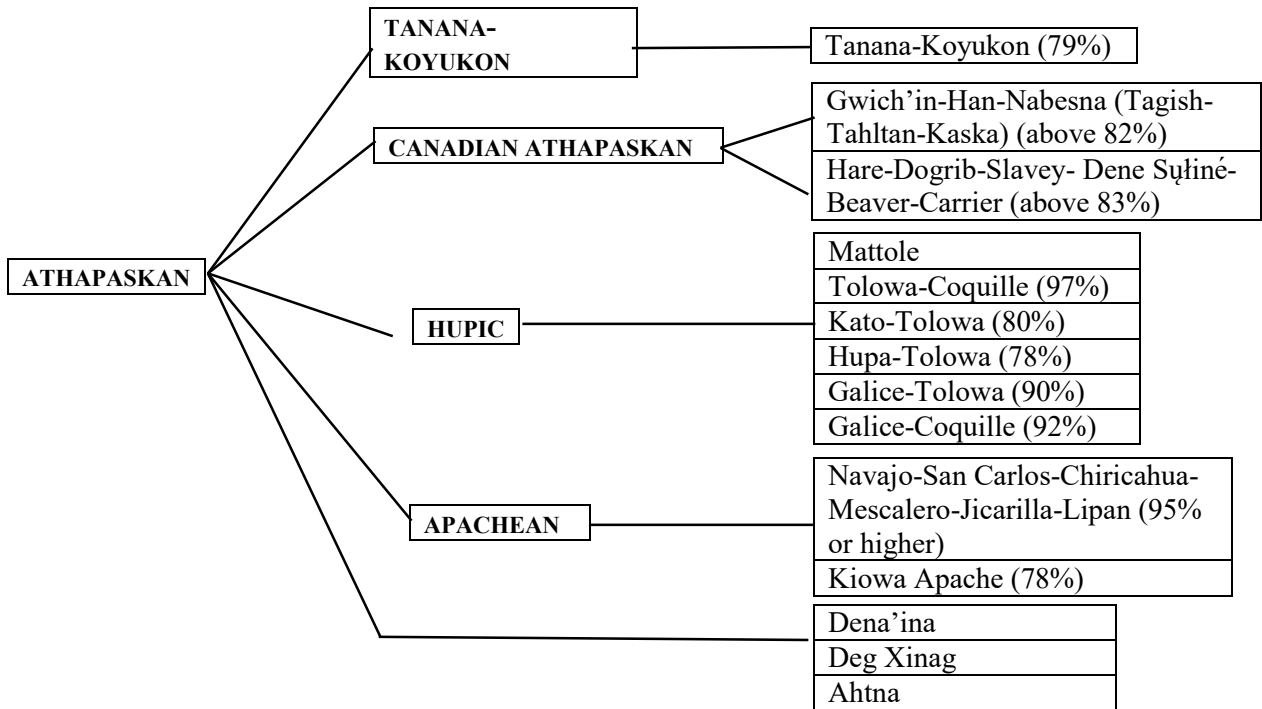 TANANA-
KOYUKON
Tanana-Koyukon (79%)
CANADIAN ATHAPASKAN
Gwich’in-Han-Nabesna (Tagish-
Tahltan-Kaska) (above 82%)
Hare-Dogrib-Slavey- Dene Sųłiné-
Beaver-Carrier (above 83%)
ATHAPASKAN
HUPIC
Mattole
Tolowa-Coquille (97%)
Kato-Tolowa (80%)
Hupa-Tolowa (78%)
Galice-Tolowa (90%)
Galice-Coquille (92%)
APACHEAN
Navajo-San Carlos-Chiricahua-
Mescalero-Jicarilla-Lipan (95%
or higher)
Kiowa Apache (78%)
Dena’ina
Deg Xinag
Ahtna